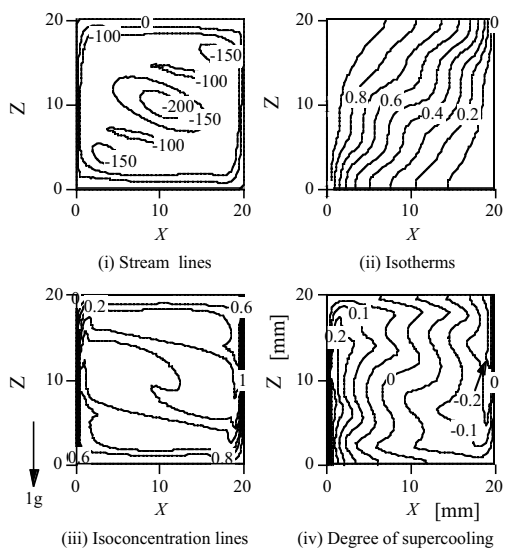 20 0 -100 -150 -100 -200 -150 -100 -150
10
0
0 10 20
Z
X
(i) Stream lines
20 0
0.8 0.6 0.4 0.2
10
0
0 10 20
Z
X
(ii) Isotherms
20 0 0.2 0.6
10 1
0 0.6 0.8
0 10 20
Z
X
1g
(iii) Isoconcentration lines
20 0.1
0.2
10 0 0
-0.2
-0.1
0
0 10 20
Z [mm]
X [mm]
(iv) Degree of supercooling